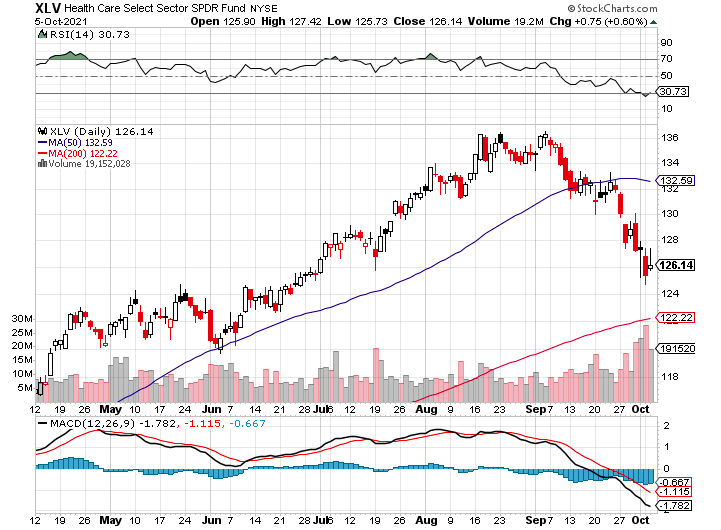 XLV Health Care Select Sector SPDR Fund NYSE © StockCharts.com
5-Oct-2021 Open 125.90 High 127.42 Low 125.73 Close 126.14 Volume 19.2M Chg +0.75 (+0.60%)
RSI(14) 30.73
90
70
50
30.73
10
XLV (Daily) 126.14
MA(50) 132.59
MA(200) 122.22
Volume 19,152,028
136
134
132.59
130
128
126.14
124
122.22
191520
118
30M
25M
20M
15M
10M
5M
12 19 26 May 10 17 24 Jun 7 14 21 28 Jul 6 12 19 26 Aug 9 16 23 Sep 7 13 20 27 Oct
MACD(12,26,9) -1.782, -1.115, -0.667
2
1
0
-0.667
-1.115
-1.782
-2
12 19 26 May 10 17 24 Jun 7 14 21 28 Jul 6 12 19 26 Aug 9 16 23 Sep 7 13 20 27 Oct